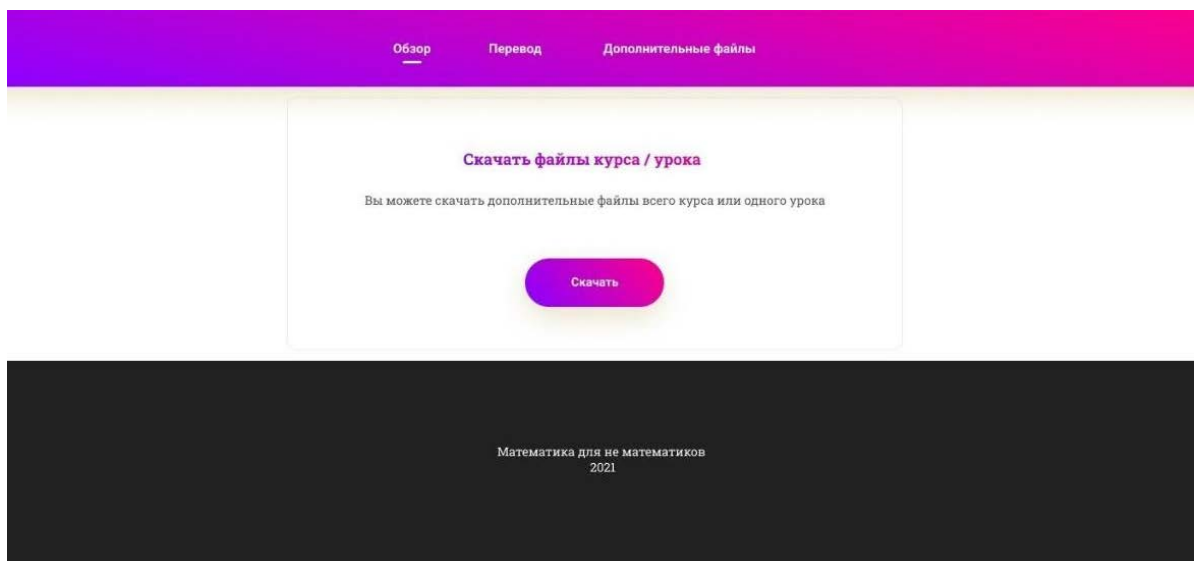 Обзор Перевод Дополнительные файлы
Скачать файлы курса / урока
Вы можете скачать дополнительные файлы всего курса или одного урока
Скачать
Математика для не математиков
2021